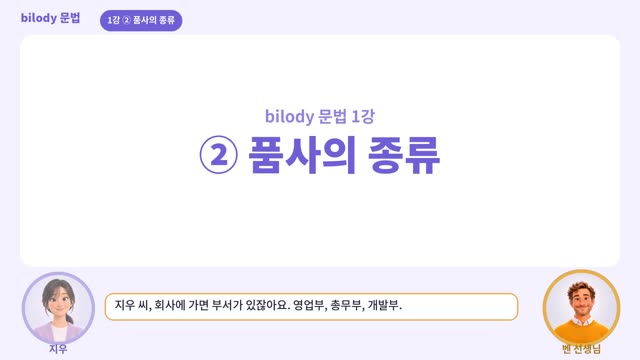 bilody 문법
1강 ② 품사의 종류
bilody 문법 1강
② 품사의 종류
지우 씨, 회사에 가면 부서가 있잖아요. 영업부, 총무부, 개발부.
지우
벤 선생님